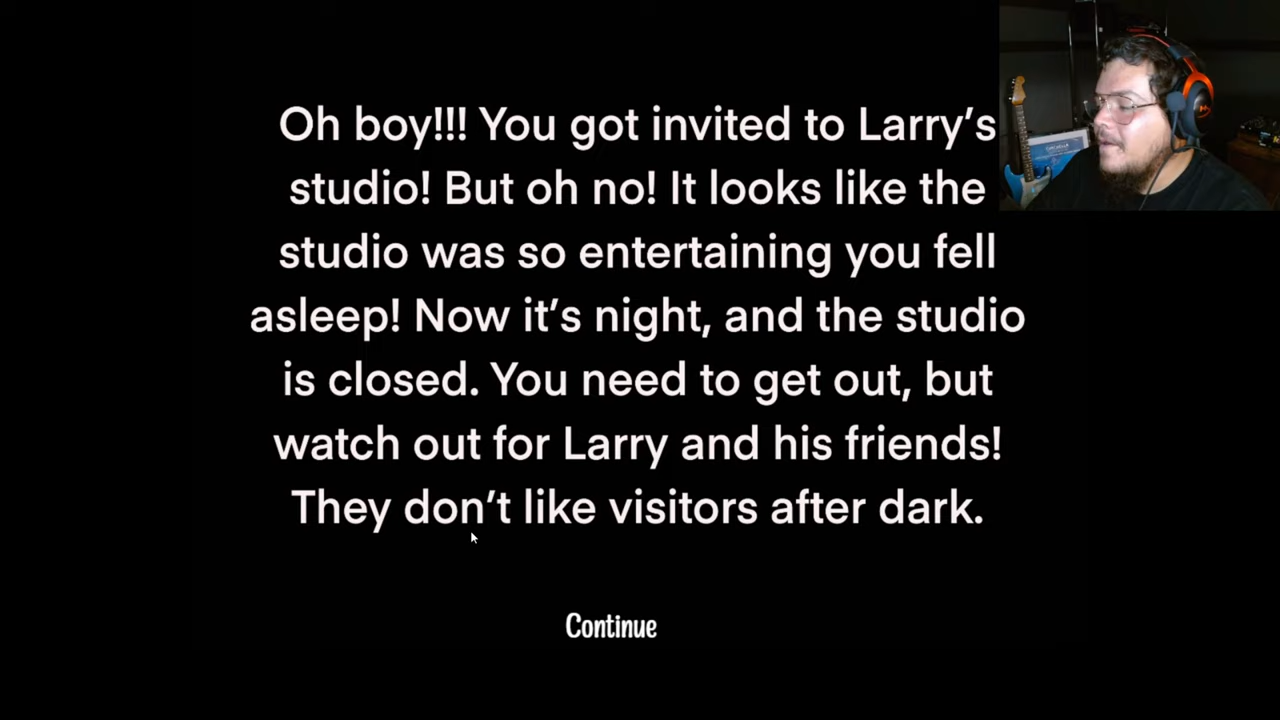 Oh boy!!! You got invited to Larry's
studio! But oh no! It looks like the
studio was so entertaining you fell
asleep! Now it's night, and the studio
is closed. You need to get out, but
watch out for Larry and his friends!
They don't like visitors after dark.
Continue